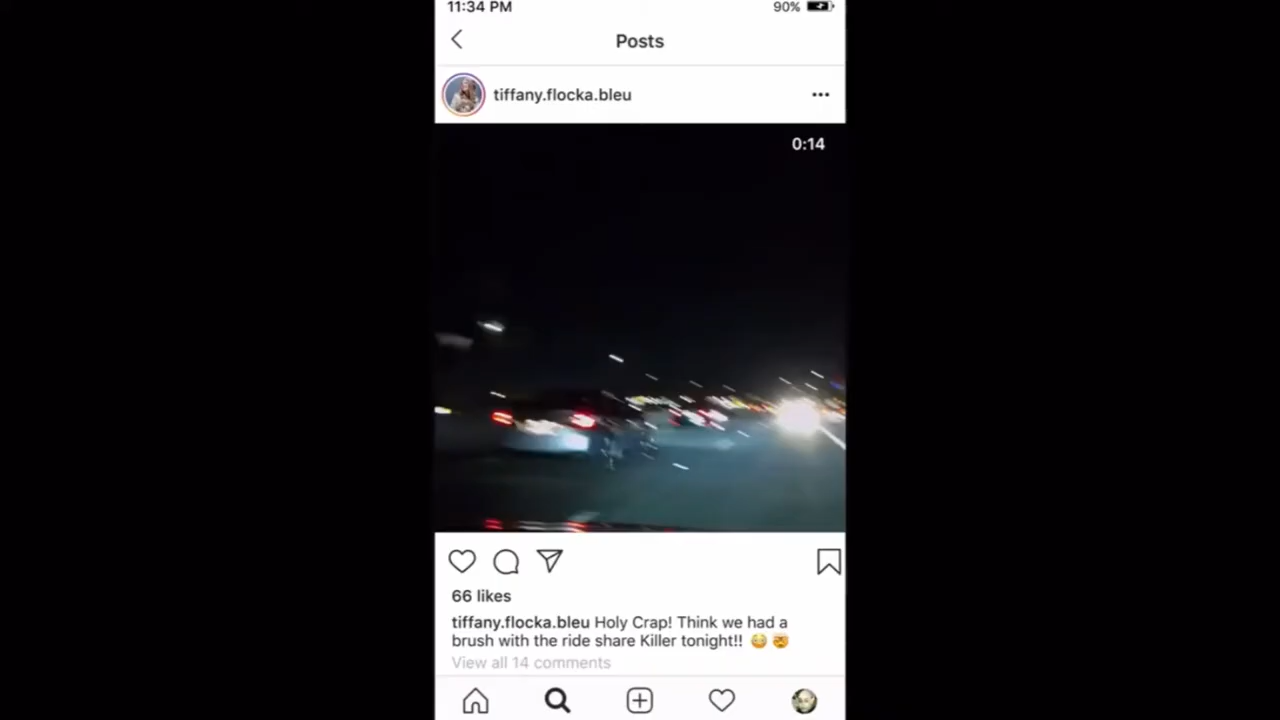 11:34 PM 90%
Posts
tiffany.flocka.bleu
0:14
66 likes
tiffany.flocka.bleu Holy Crap! Think we had a
brush with the ride share Killer tonight!! 😳 🤯
View all 14 comments